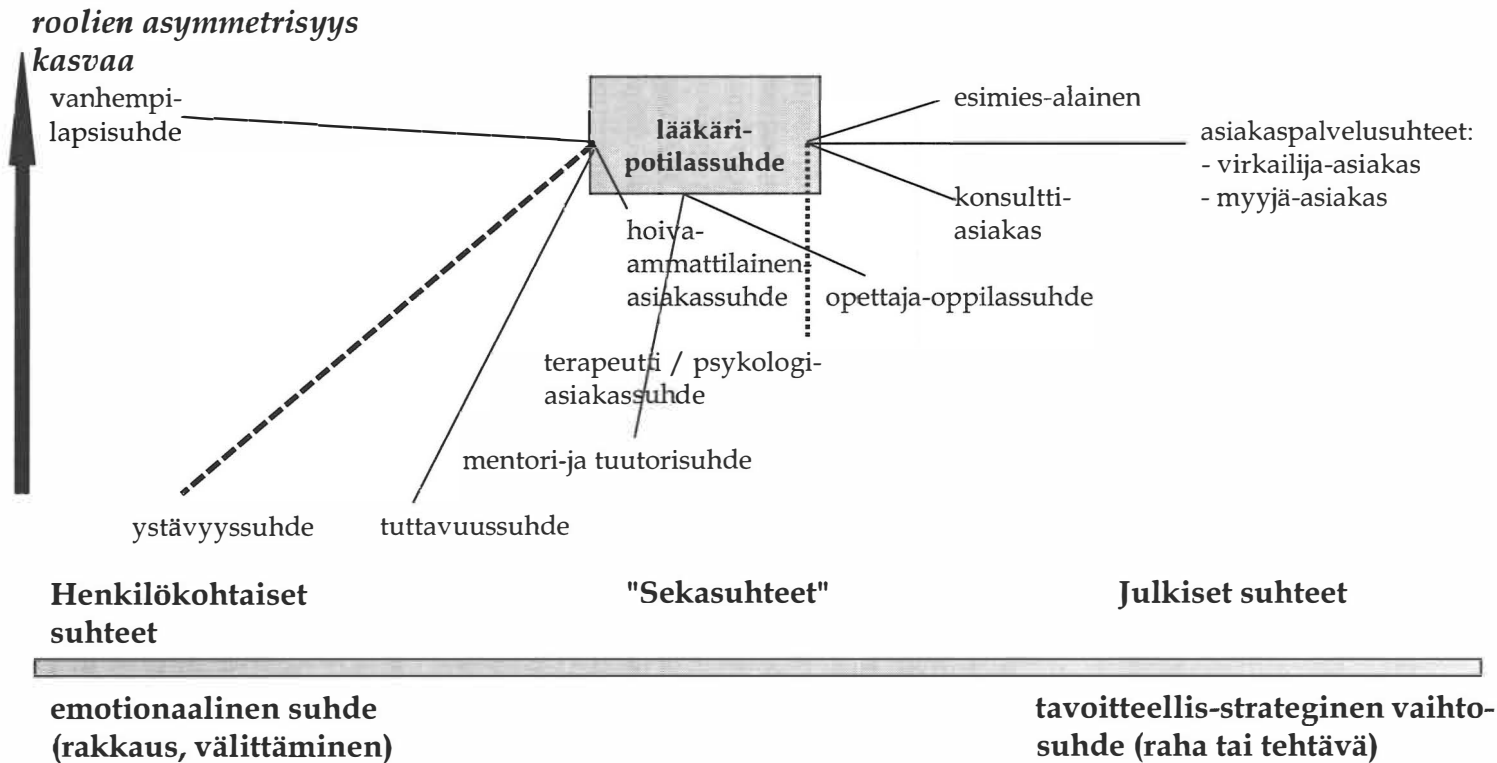 roolien asymmetrisyys
kasvaa
vanhempi-
lapsisuhde
lääkäri-
potilassuhde
esimies-alainen
asiakaspalvelusuhteet:
- virkailija-asiakas
- myyjä-asiakas
konsultti-
asiakas
hoiva-
ammattilainen-
asiakassuhde
opettaja-oppilassuhde
terapeutti / psykologi-
asiakassuhde
mentori-ja tuutorisuhde
ystävyyssuhde
tuttavuussuhde
Henkilökohtaiset
suhteet
"Sekasuhteet"
Julkiset suhteet
emotionaalinen suhde
(rakkaus, välittäminen)
tavoitteellis-strateginen vaihto-
suhde (raha tai tehtävä)